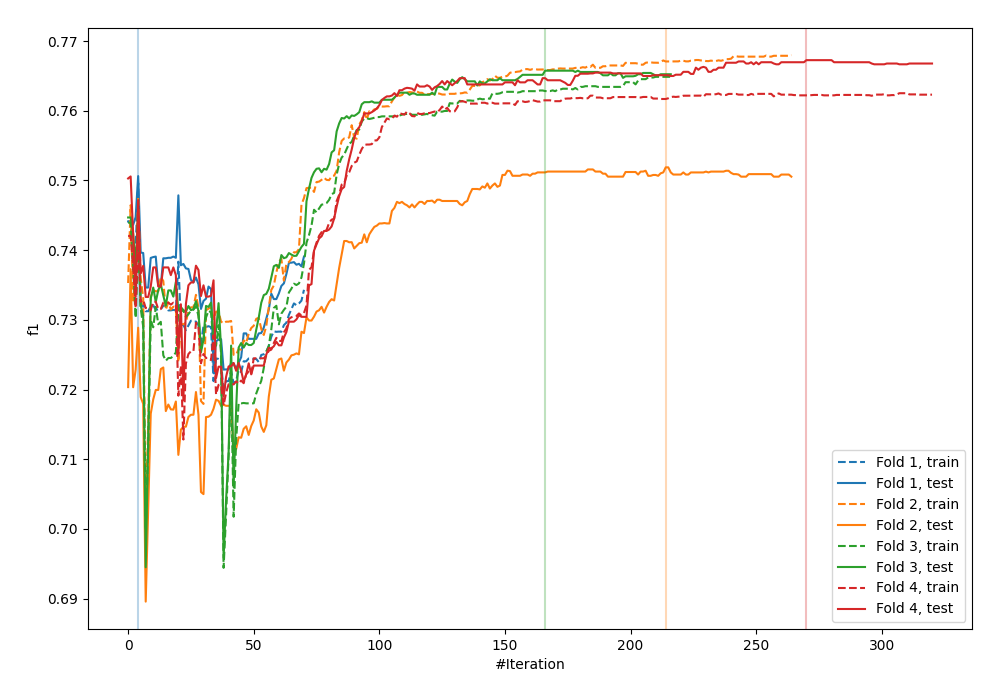 0.77
0.76
0.75
0.74
0.73
0.72
0.71
0.70
0.69
f1
0
50
100
150
200
250
300
#Iteration
Fold 1, train
Fold 1, test
Fold 2, train
Fold 2, test
Fold 3, train
Fold 3, test
Fold 4, train
Fold 4, test